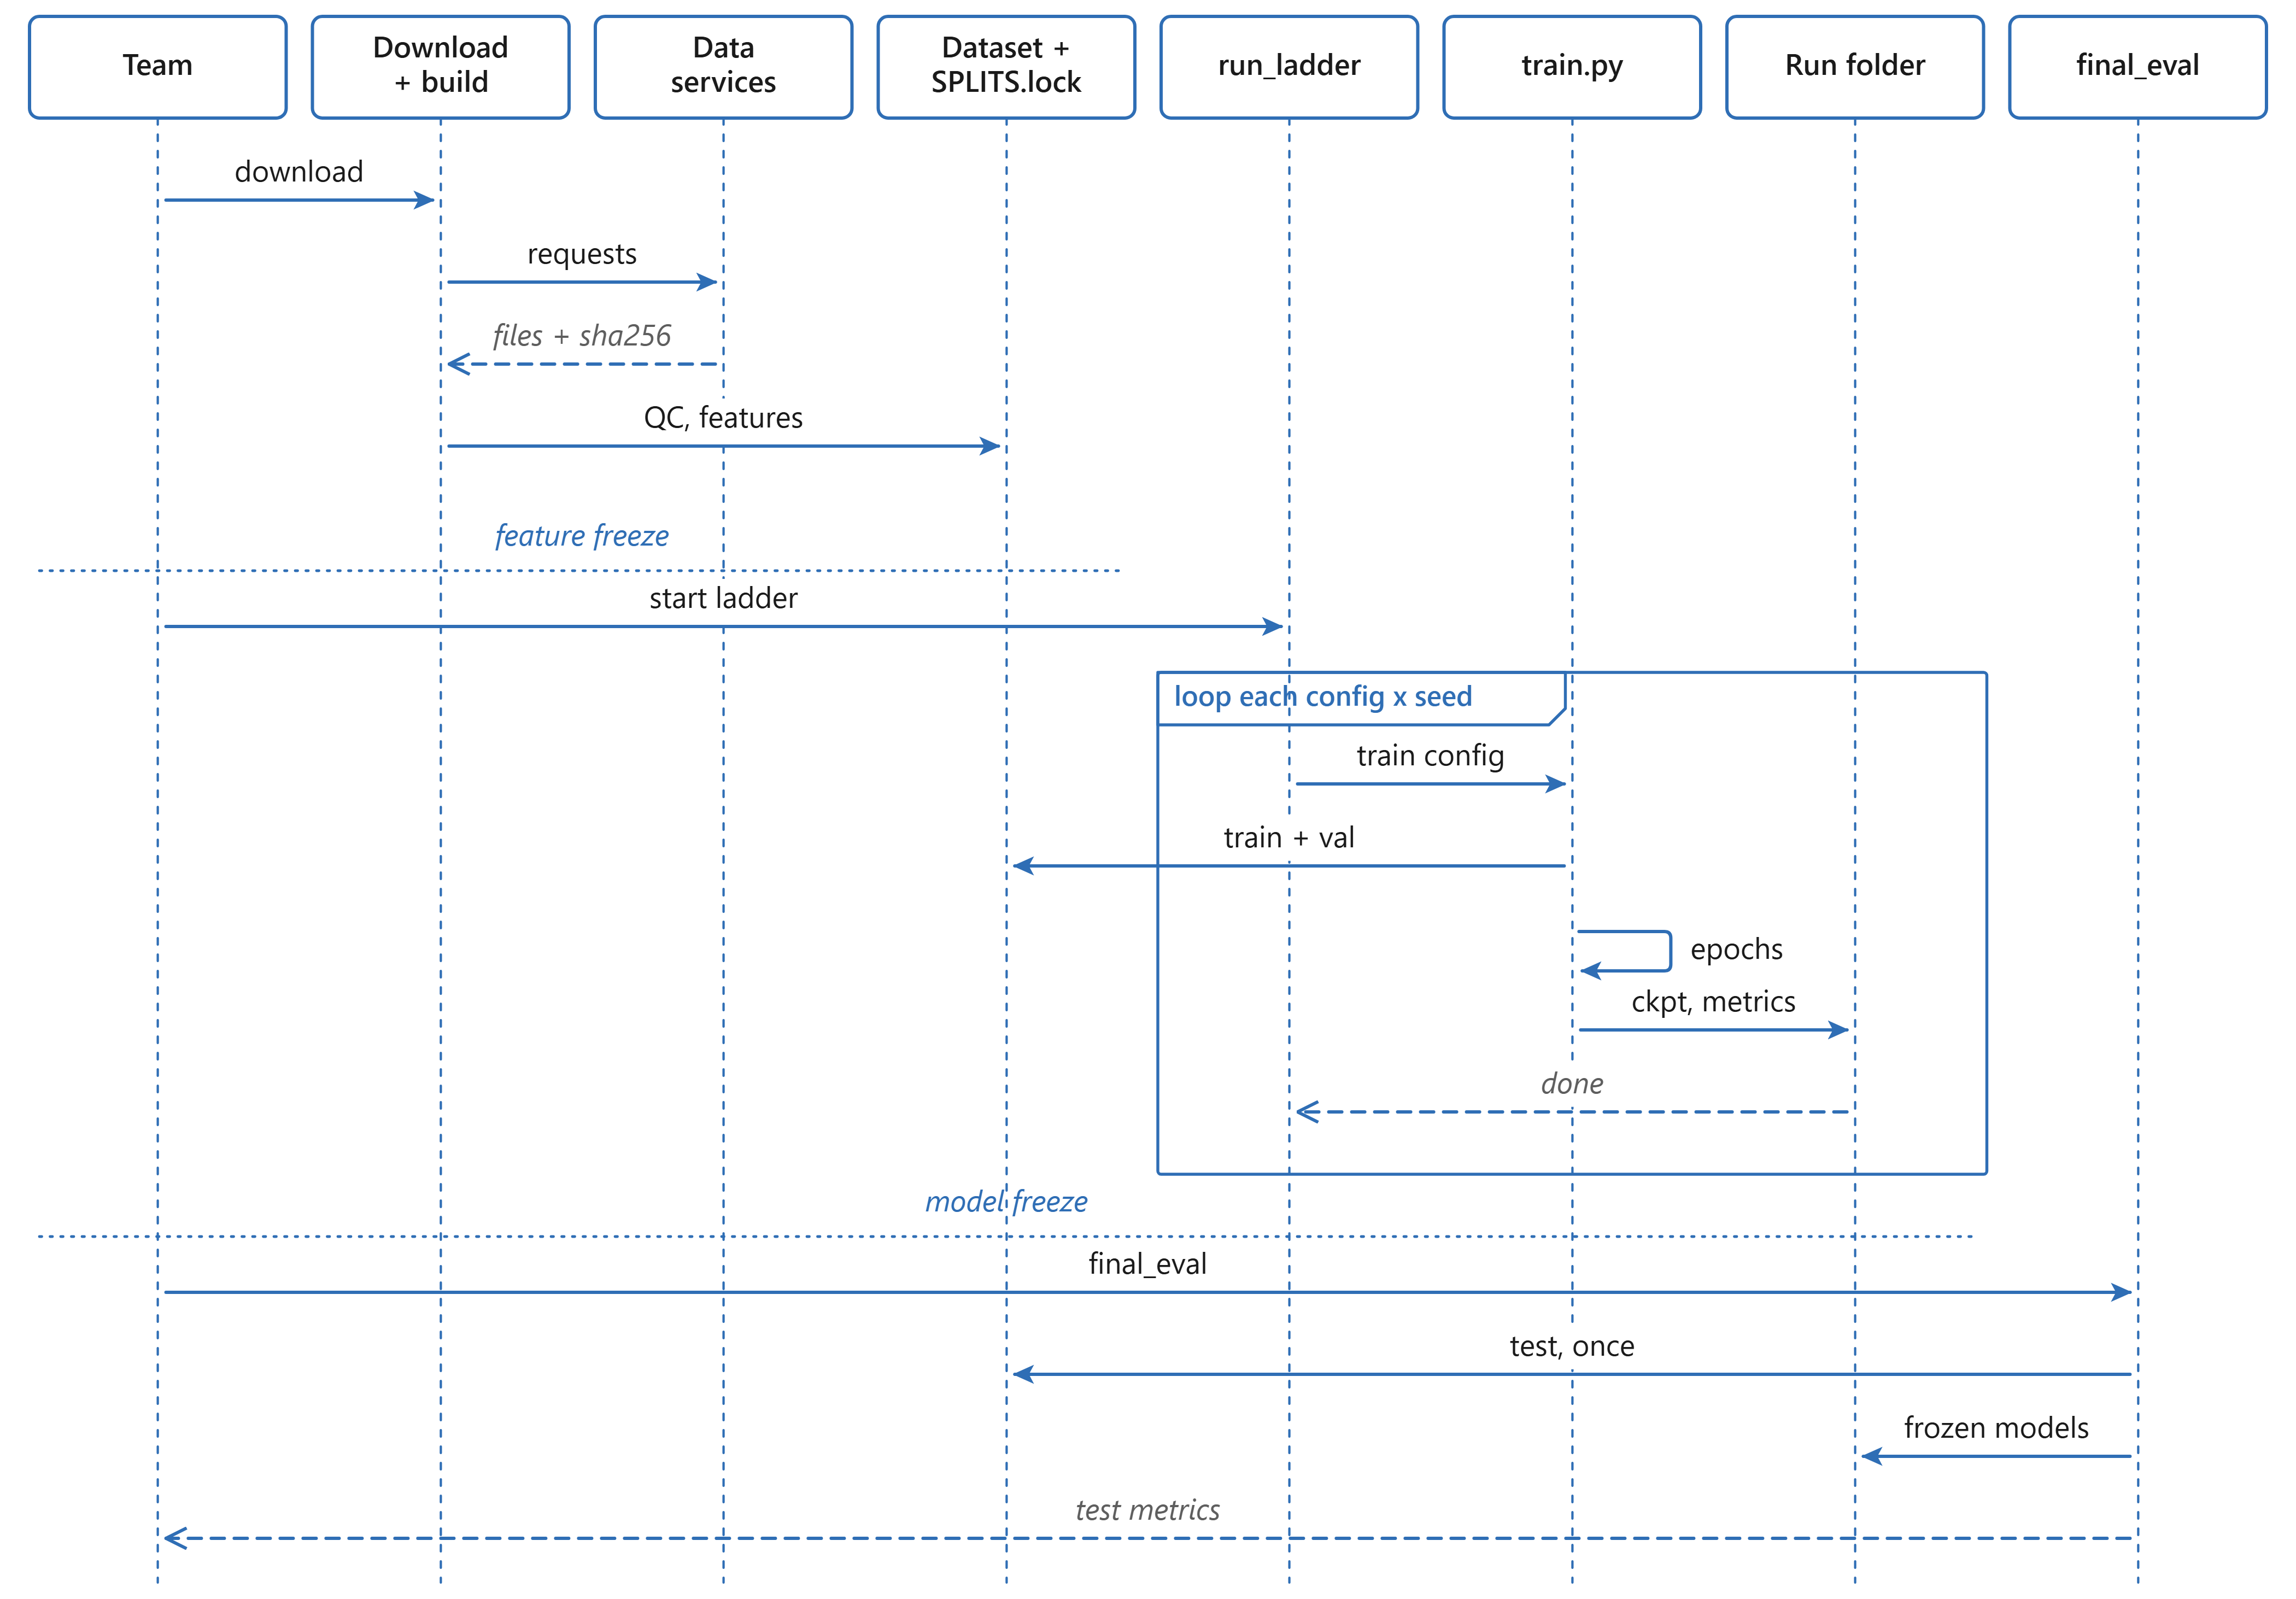 Team
Download
+ build
Data
services
Dataset +
SPLITS.lock
run_ladder
train.py
Run folder
final_eval
download
requests
files + sha256
QC, features
feature freeze
start ladder
loop each config x seed
train config
train + val
epochs
ckpt, metrics
done
model freeze
final_eval
test, once
frozen models
test metrics